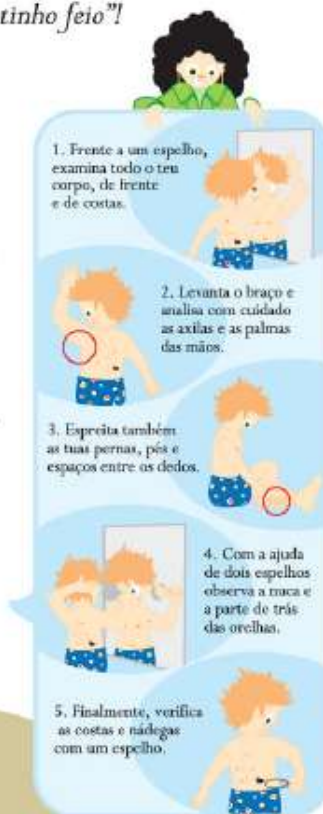 tinho feio"!
1. Frente a um espelho,
examina todo o teu
corpo, de frente
e de costas.
2. Levanta o braço e
analisa com cuidado
as axilas e as palmas
das mãos.
3. Espreita também
as tuas pernas, pés e
espaços entre os dedos.
4. Com a ajuda
de dois espelhos
observa a nuca e
a parte de trás
das orelhas.
5. Finalmente, verifica
as costas e nádegas
com um espelho.